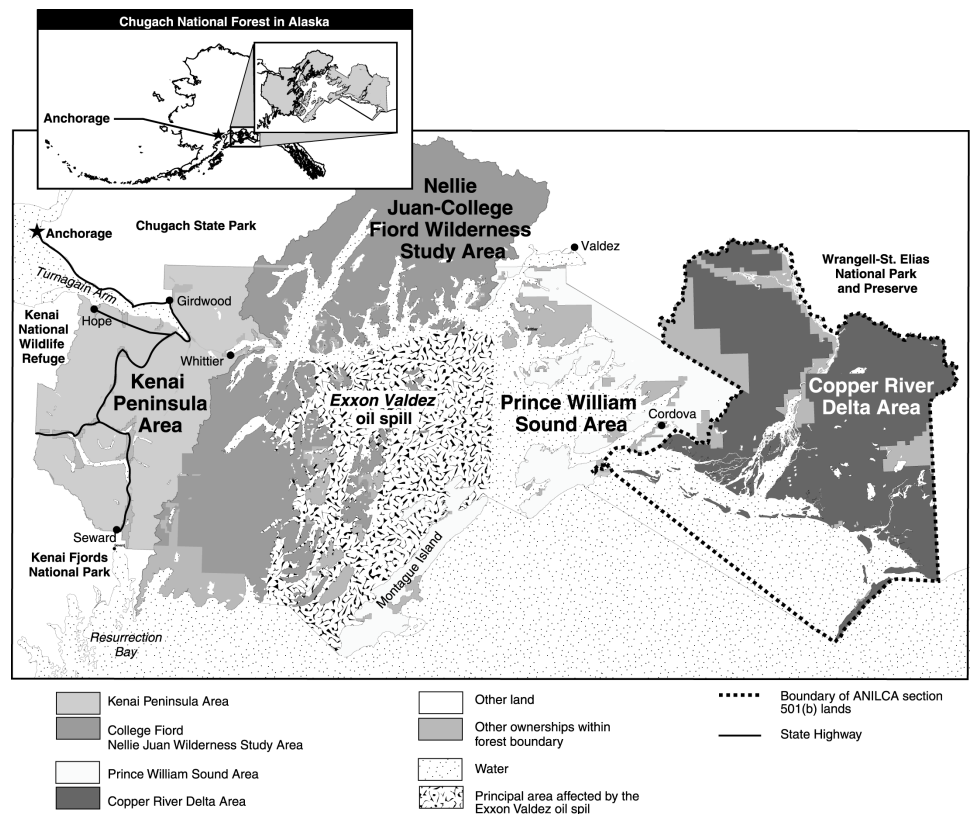 Chugach National Forest in Alaska
Anchorage
Nellie
Juan-College
Fiord Wilderness
Study Area
Chugach State Park
Anchorage
Valdez
Wrangell-St. Elias
National Park
and Preserve
Turnagain Arm
Girdwood
Kenai
National
Wildlife
Refuge
Hope
Whittier
Kenai
Peninsula
Area
Exxon Valdez
oil spill
Prince William
Sound Area
Cordova
Copper River
Delta Area
Seward
Kenai Fjords
National Park
Montague Island
Resurrection
Bay
Kenai Peninsula Area
College Fiord
Nellie Juan Wilderness Study Area
Prince William Sound Area
Copper River Delta Area
Other land
Other ownerships within
forest boundary
Water
Principal area affected by the
Exxon Valdez oil spil
Boundary of ANILCA section
501(b) lands
State Highway